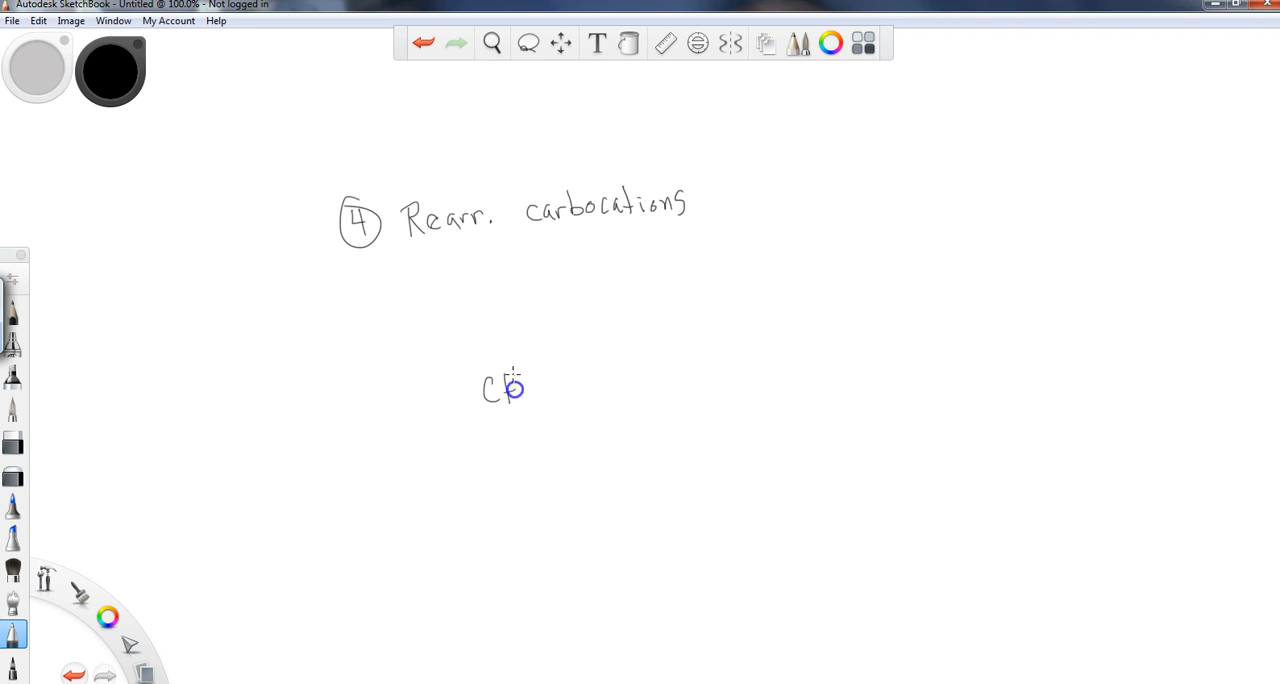 Autodesk SketchBook - Untitled @ 100.0% - Not logged in
File Edit Image Window My Account Help
T
④ Rearr. carbocations
C